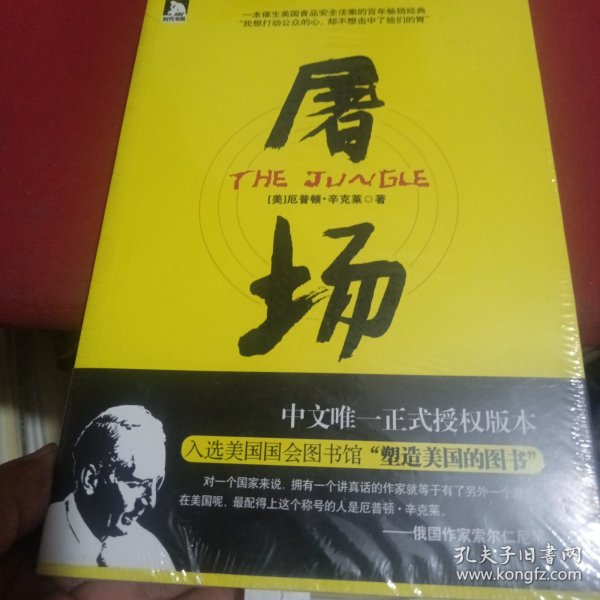 时代书局
一本催生美国食品安全法案的百年畅销经典
“我想打动公众的心，却不想击中了他们的胃”
屠
THE JUNGLE
[美]厄普顿·辛克莱◎著
场
中文唯一正式授权版本
入选美国国会图书馆“塑造美国的图书”
对一个国家来说，拥有一个讲真话的作家就等于有了另外一个
在美国呢，最配得上这个称号的人是厄普顿·辛克莱。
——俄国作家索尔仁尼
孔夫子旧书网
www.kongfz.com